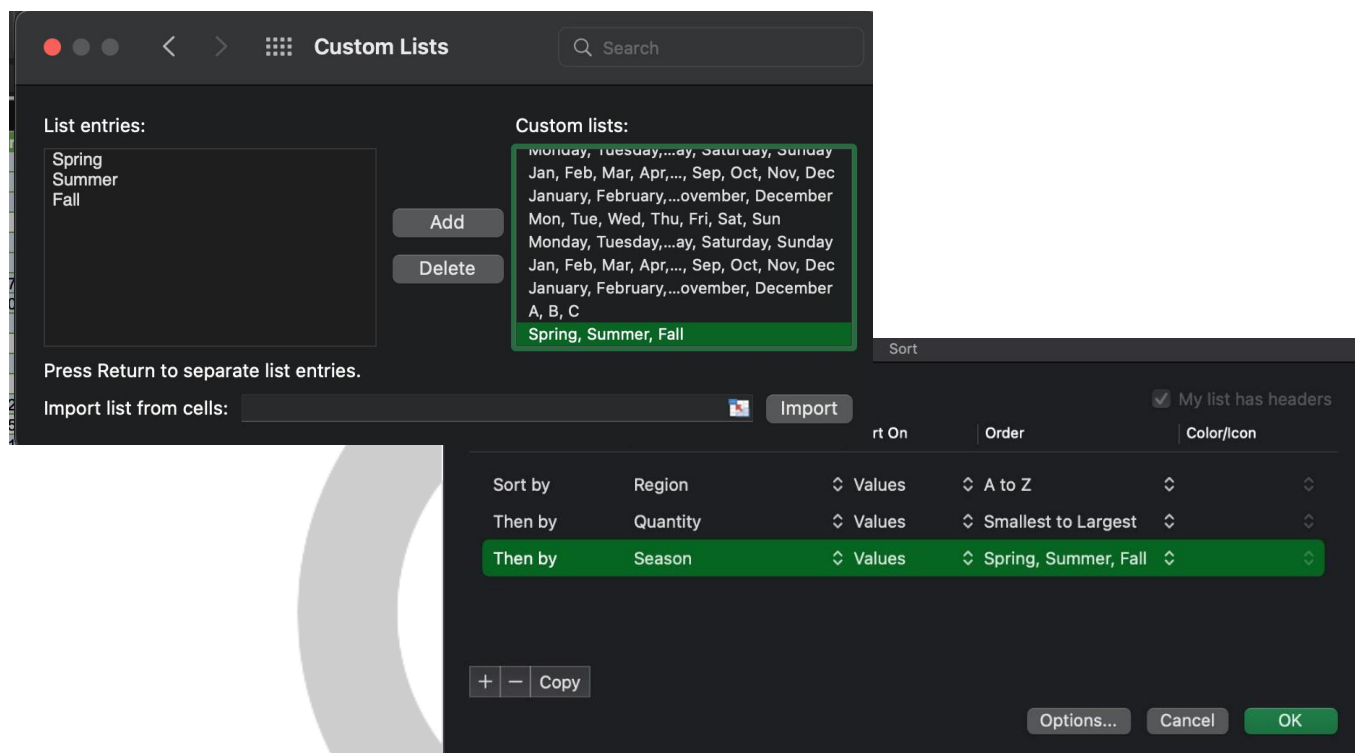 Custom Lists
Search
List entries:
Spring
Summer
Fall
Add
Delete
Custom lists:
Monday, Tuesday,...ay, Saturday, Sunday
Jan, Feb, Mar, Apr,..., Sep, Oct, Nov, Dec
January, February,...ovember, December
Mon, Tue, Wed, Thu, Fri, Sat, Sun
Monday, Tuesday,...ay, Saturday, Sunday
Jan, Feb, Mar, Apr,..., Sep, Oct, Nov, Dec
January, February,...ovember, December
A, B, C
Spring, Summer, Fall
Press Return to separate list entries.
Import list from cells:
Import
Sort
My list has headers
rt On Order Color/Icon
Sort by Region Values A to Z
Then by Quantity Values Smallest to Largest
Then by Season Values Spring, Summer, Fall
+ − Copy
Options... Cancel OK